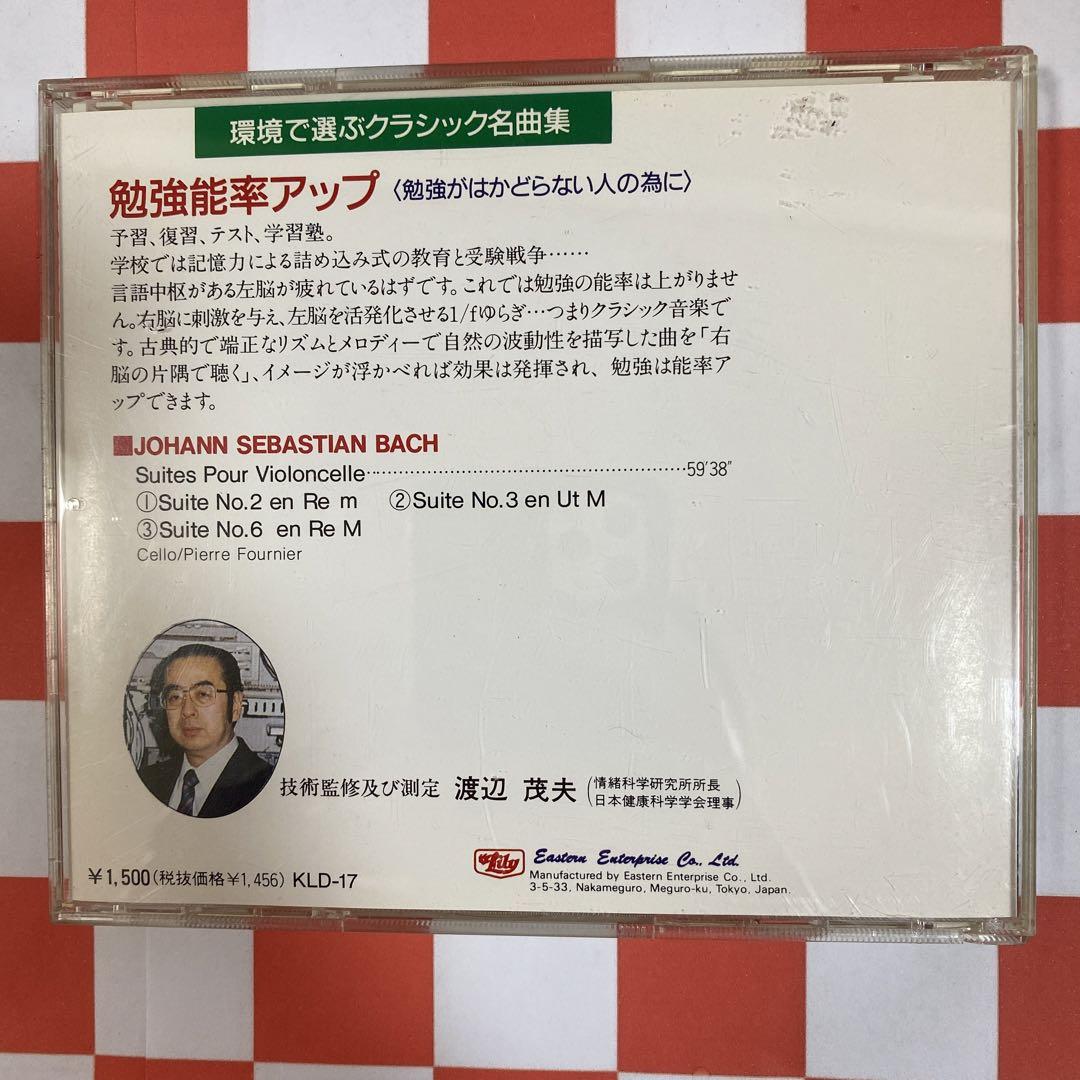 環境で選ぶクラシック名曲集
勉強能率アップ〈勉強がはかどらない人の為に〉
予習、復習、テスト、学習塾。
学校では記憶力による詰め込み式の教育と受験戦争……
言語中枢がある左脳が疲れているはずです。これでは勉強の能率は上がりませ
ん。右脳に刺激を与え、左脳を活発化させる1/fゆらぎ…つまりクラシック音楽で
す。古典的で端正なリズムとメロディーで自然の波動性を描写した曲を「右
脳の片隅で聴く」、イメージが浮かべれば効果は発揮され、勉強は能率ア
ップできます。
■JOHANN SEBASTIAN BACH
Suites Pour Violoncelle……………………………………………59′38″
①Suite No.2 en Re m ②Suite No.3 en Ut M
③Suite No.6 en Re M
Cello/Pierre Fournier
技術監修及び測定 渡辺 茂夫(情緒科学研究所所長
日本健康科学学会理事)
Lily Eastern Enterprise Co., Ltd.
Manufactured by Eastern Enterprise Co., Ltd.
3-5-33, Nakameguro, Meguro-ku, Tokyo, Japan.
¥1,500(税抜価格¥1,456) KLD-17